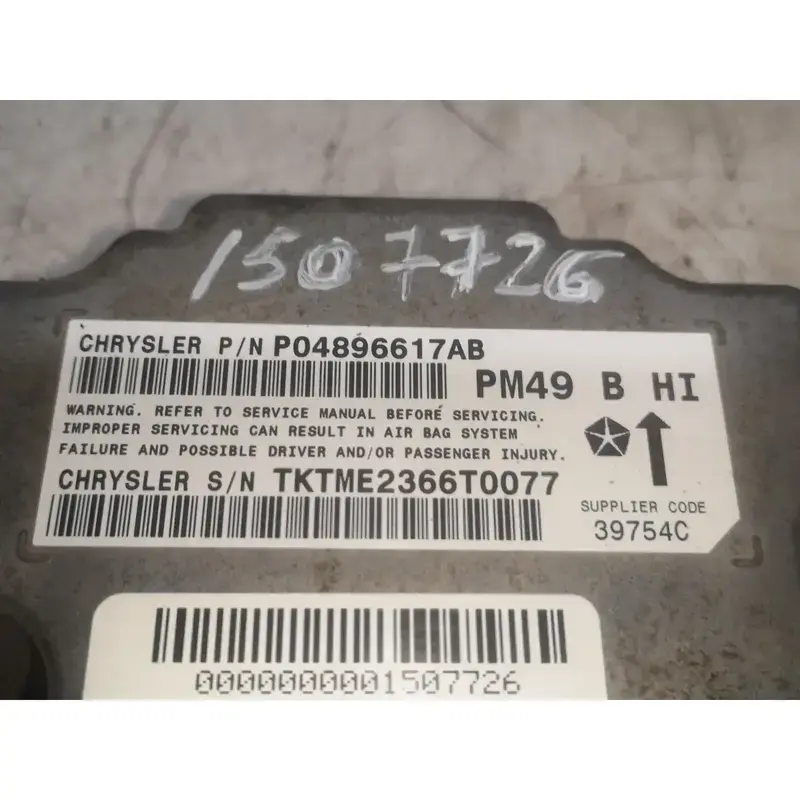 1507726
CHRYSLER P/N P04896617AB
PM49 B HI
WARNING. REFER TO SERVICE MANUAL BEFORE SERVICING.
IMPROPER SERVICING CAN RESULT IN AIR BAG SYSTEM
FAILURE AND POSSIBLE DRIVER AND/OR PASSENGER INJURY.
CHRYSLER S/N TKTME2366T0077
SUPPLIER CODE
39754C
0000000001507726